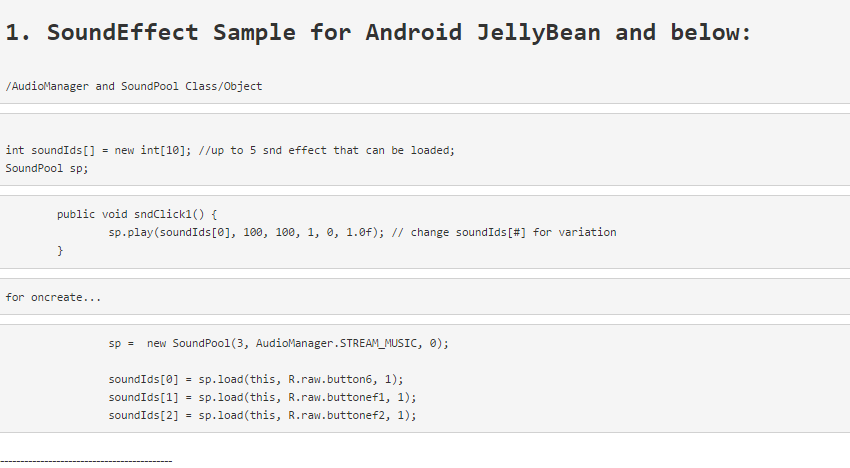 1. SoundEffect Sample for Android JellyBean and below:
/AudioManager and SoundPool Class/Object
int soundIds[] = new int[10]; //up to 5 snd effect that can be loaded;
SoundPool sp;
public void sndClick1() {
sp.play(soundIds[0], 100, 100, 1, 0, 1.0f); // change soundIds[#] for variation
}
for oncreate...
sp =  new SoundPool(3, AudioManager.STREAM_MUSIC, 0);
soundIds[0] = sp.load(this, R.raw.button6, 1);
soundIds[1] = sp.load(this, R.raw.buttonef1, 1);
soundIds[2] = sp.load(this, R.raw.buttonef2, 1);